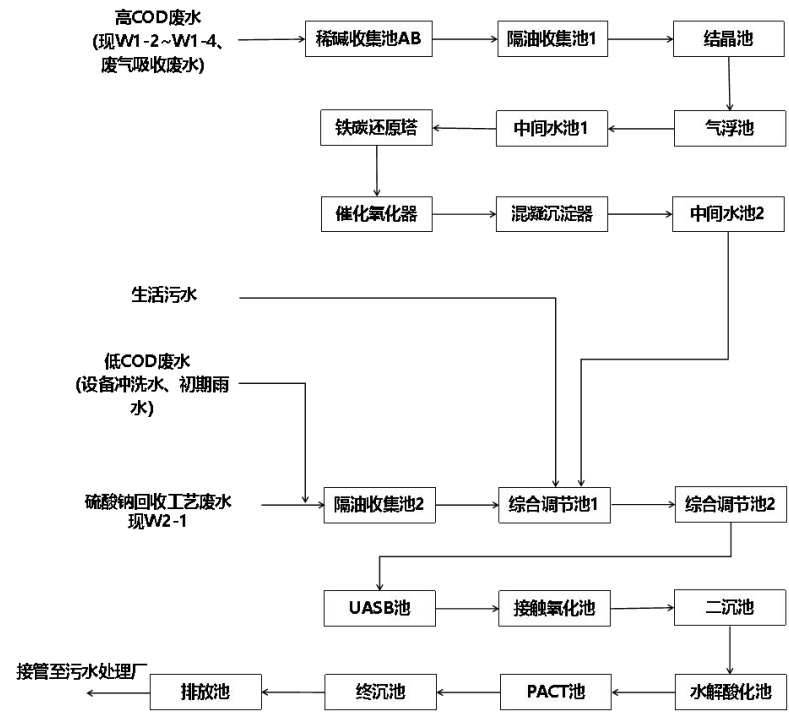 高COD废水
(现W1-2~W1-4、
废气吸收废水)
稀碱收集池AB
隔油收集池1
结晶池
铁碳还原塔
中间水池1
气浮池
催化氧化器
混凝沉淀器
中间水池2
生活污水
低COD废水
(设备冲洗水、初期雨
水)
硫酸钠回收工艺废水
现W2-1
隔油收集池2
综合调节池1
综合调节池2
UASB池
接触氧化池
二沉池
接管至污水处理厂
排放池
终沉池
PACT池
水解酸化池